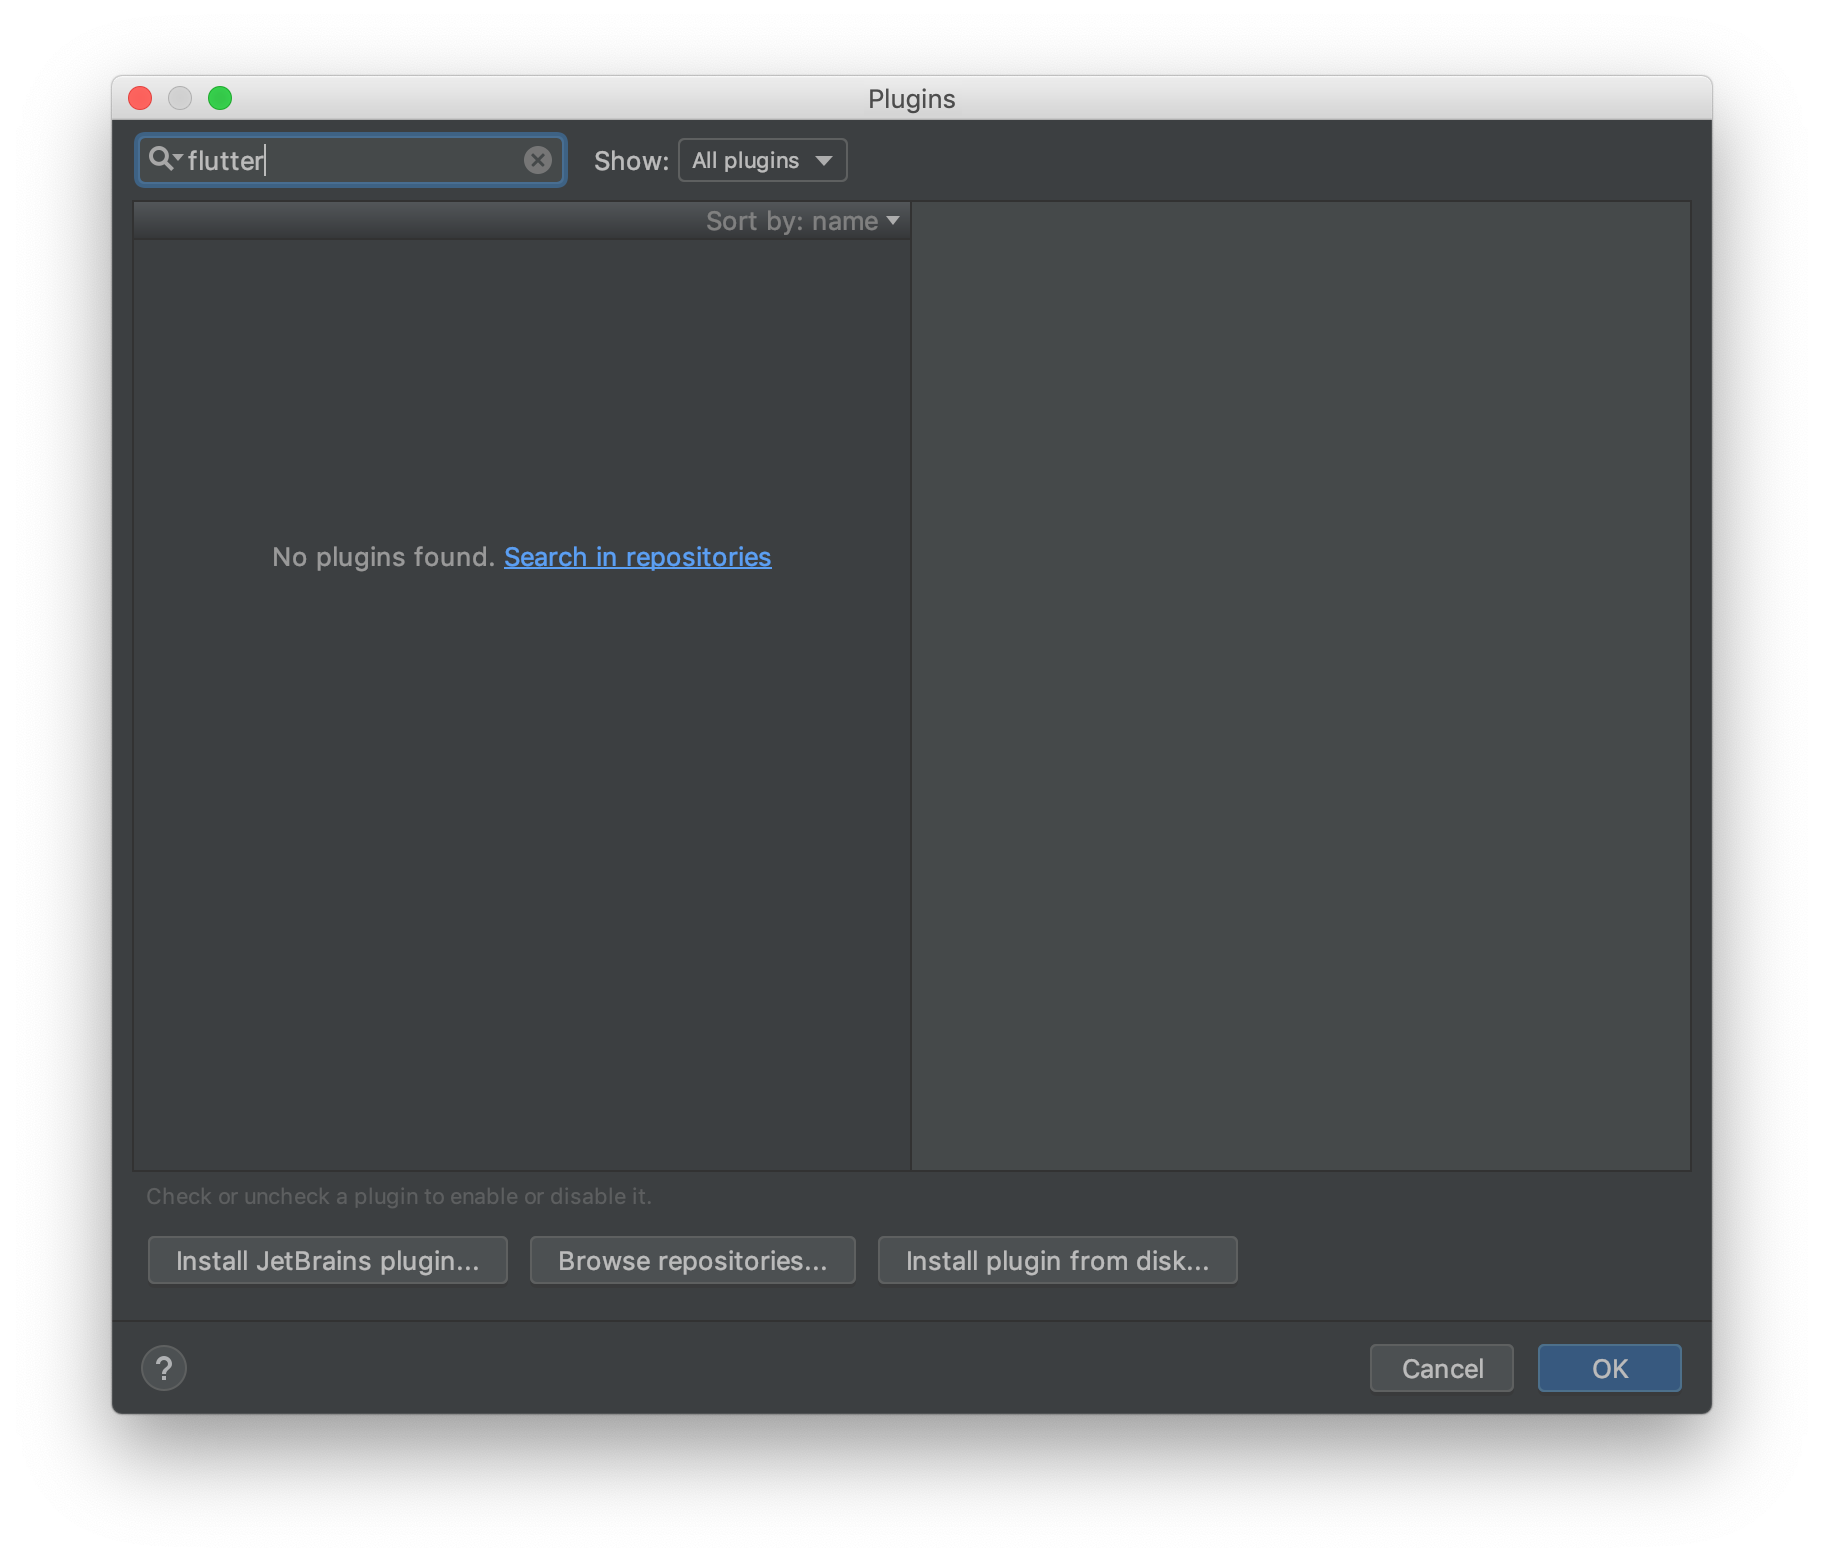 Plugins
flutter
Show: All plugins
Sort by: name
No plugins found. Search in repositories
Check or uncheck a plugin to enable or disable it.
Install JetBrains plugin... Browse repositories... Install plugin from disk...
? Cancel OK